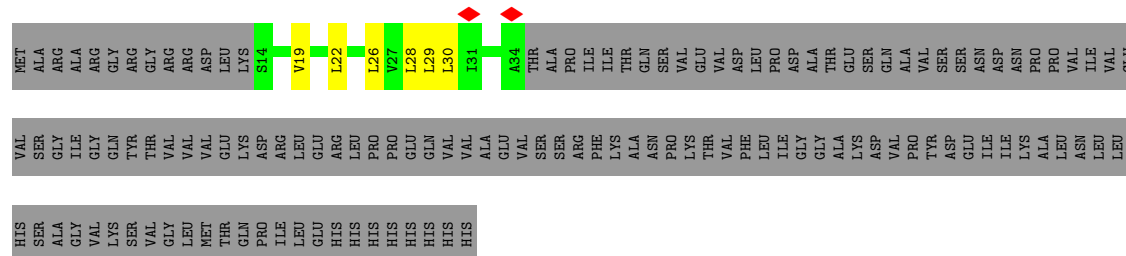 MET ALA ARG ALA ARG GLY ARG GLY ARG ARG ASP LEU LYS S14 V19 L22 L26 V27 L28 L29 L30 I31 A34 THR ALA PRO ILE ILE THR GLN SER VAL GLU VAL ASP LEU PRO ASP ALA THR GLU SER GLN ALA VAL SER SER ASN ASP ASN PRO PRO VAL ILE VAL
VAL SER GLY ILE GLY GLN TYR THR VAL VAL VAL GLU LYS ASP ARG LEU GLU ARG LEU PRO PRO GLU GLN VAL VAL ALA GLU VAL SER SER ARG PHE LYS ALA ASN PRO LYS THR VAL PHE LEU ILE GLY GLY ALA LYS ASP VAL PRO TYR ASP GLU ILE ILE LYS ALA LEU ASN LEU LEU
HIS SER ALA GLY VAL LYS SER VAL GLY LEU MET THR GLN PRO ILE LEU GLU HIS HIS HIS HIS HIS HIS HIS